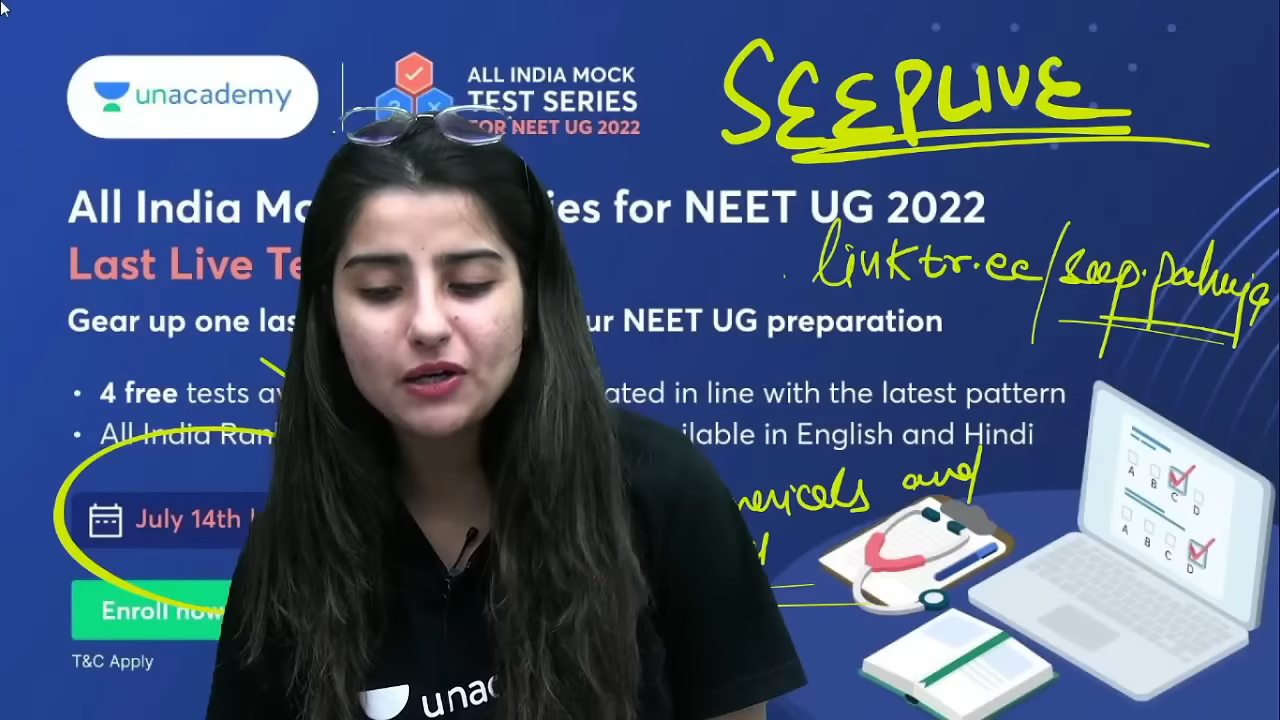 unacademy
ALL INDIA MOCK
TEST SERIES
FOR NEET UG 2022
SEEPLIVE
All India Mo ies for NEET UG 2022
Last Live Te
linktr.ee/seep.pahuja
Gear up one las ur NEET UG preparation
• 4 free tests av ated in line with the latest pattern
• All India Ran ilable in English and Hindi
and
July 14th
Enroll now
T&C Apply
A B C D
A B C D
unac